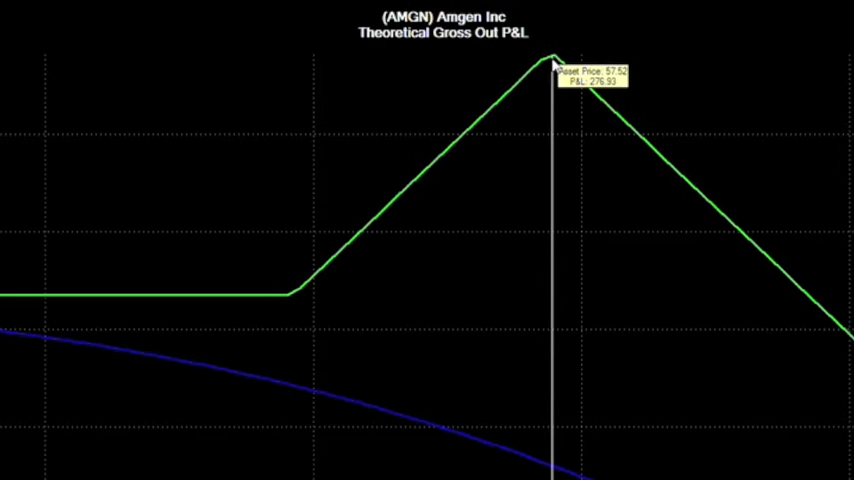 (AMGN) Amgen Inc
Theoretical Gross Out P&L
Asset Price: 57.52
P&L: 276.93